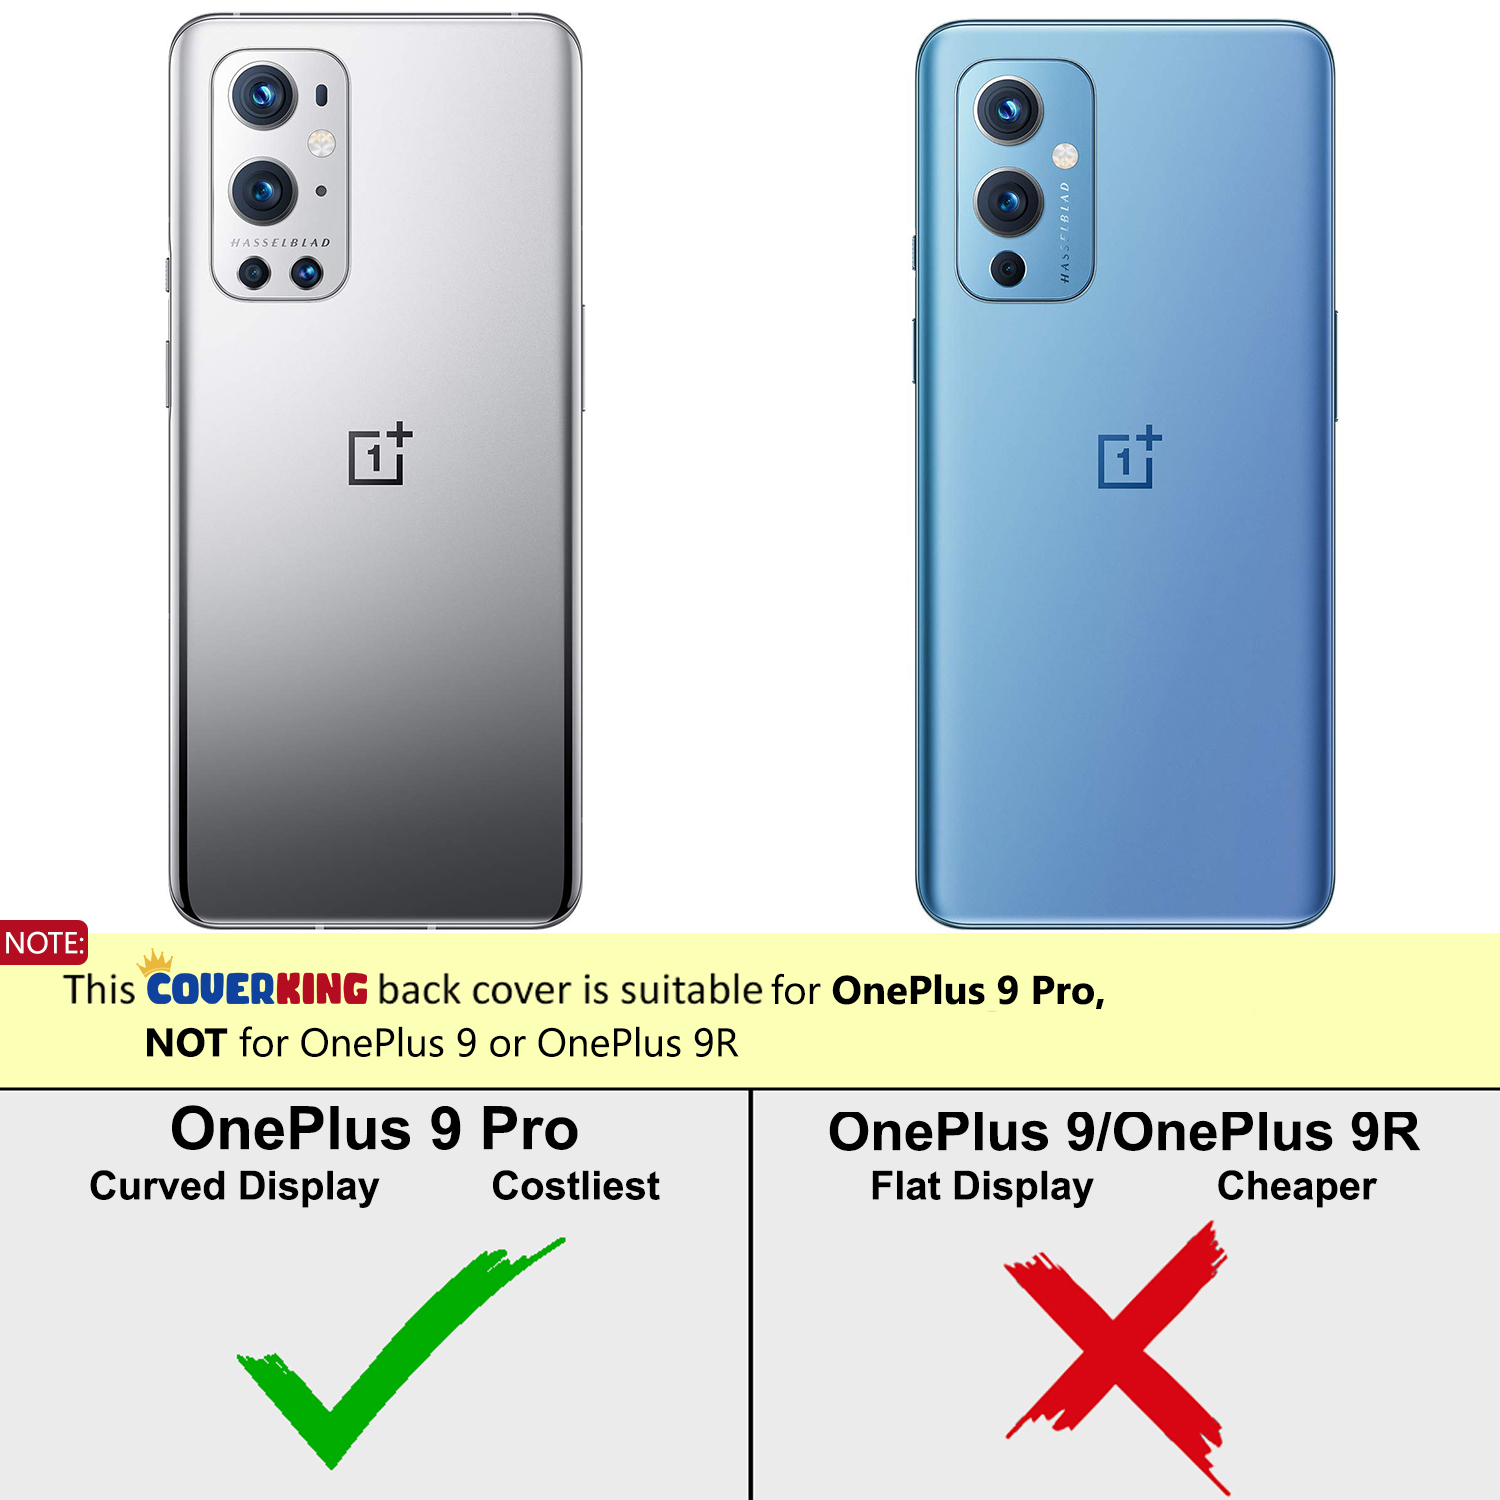 HASSELBLAD
1+
HASSELBLAD
1+
NOTE:
This COVERKING back cover is suitable for OnePlus 9 Pro,
NOT for OnePlus 9 or OnePlus 9R
OnePlus 9 Pro
Curved Display Costliest
OnePlus 9/OnePlus 9R
Flat Display Cheaper